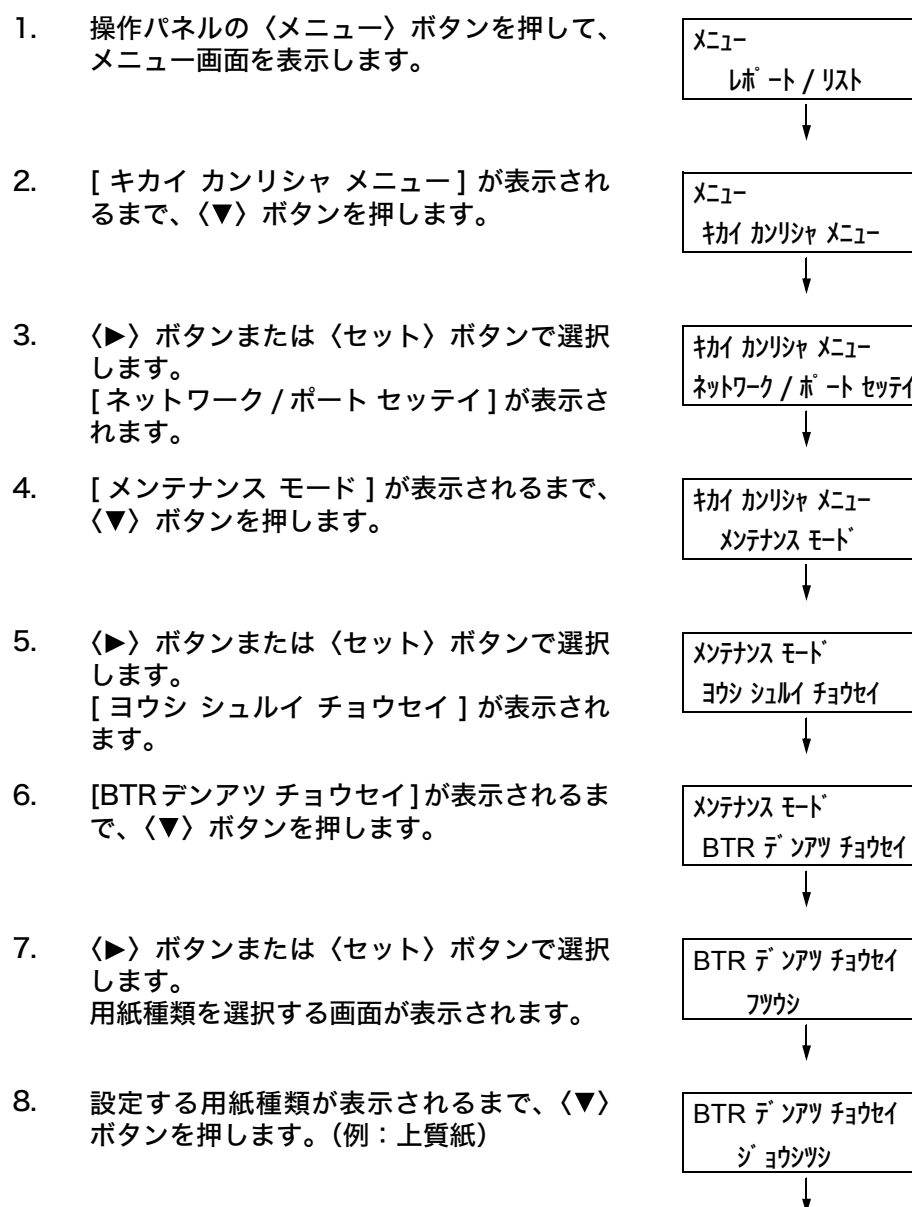 1. 操作パネルの〈メニュー〉ボタンを押して、
メニュー画面を表示します。
ﾒﾆｭｰ
ﾚﾎﾟｰﾄ / ﾘｽﾄ
2. [ キカイ カンリシャ メニュー ] が表示され
るまで、〈▼〉ボタンを押します。
ﾒﾆｭｰ
ｷｶｲ ｶﾝﾘｼｬ ﾒﾆｭｰ
3. 〈▶〉ボタンまたは〈セット〉ボタンで選択
します。
[ ネットワーク / ポート セッテイ ] が表示さ
れます。
ｷｶｲ ｶﾝﾘｼｬ ﾒﾆｭｰ
ﾈｯﾄﾜｰｸ / ﾎﾟｰﾄ ｾｯﾃｲ
4. [ メンテナンス モード ] が表示されるまで、
〈▼〉ボタンを押します。
ｷｶｲ ｶﾝﾘｼｬ ﾒﾆｭｰ
ﾒﾝﾃﾅﾝｽ ﾓｰﾄﾞ
5. 〈▶〉ボタンまたは〈セット〉ボタンで選択
します。
[ ヨウシ シュルイ チョウセイ ] が表示され
ます。
ﾒﾝﾃﾅﾝｽ ﾓｰﾄﾞ
ﾖｳｼ ｼｭﾙｲ ﾁｮｳｾｲ
6. [BTRデンアツ チョウセイ]が表示されるま
で、〈▼〉ボタンを押します。
ﾒﾝﾃﾅﾝｽ ﾓｰﾄﾞ
BTR ﾃﾞﾝｱﾂ ﾁｮｳｾｲ
7. 〈▶〉ボタンまたは〈セット〉ボタンで選択
します。
用紙種類を選択する画面が表示されます。
BTR ﾃﾞﾝｱﾂ ﾁｮｳｾｲ
ﾌﾂｳｼ
8. 設定する用紙種類が表示されるまで、〈▼〉
ボタンを押します。(例:上質紙)
BTR ﾃﾞﾝｱﾂ ﾁｮｳｾｲ
ｼﾞｮｳｼﾂｼ